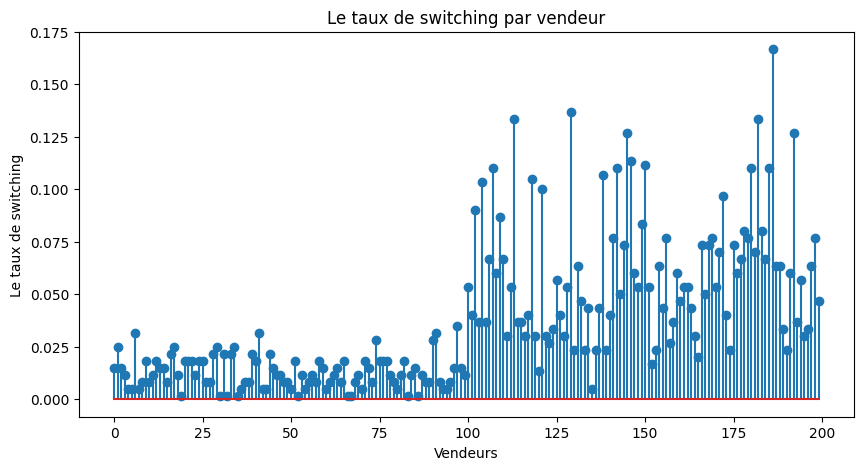 Le taux de switching par vendeur
Le taux de switching
0.175
0.150
0.125
0.100
0.075
0.050
0.025
0.000
0 25 50 75 100 125 150 175 200
Vendeurs